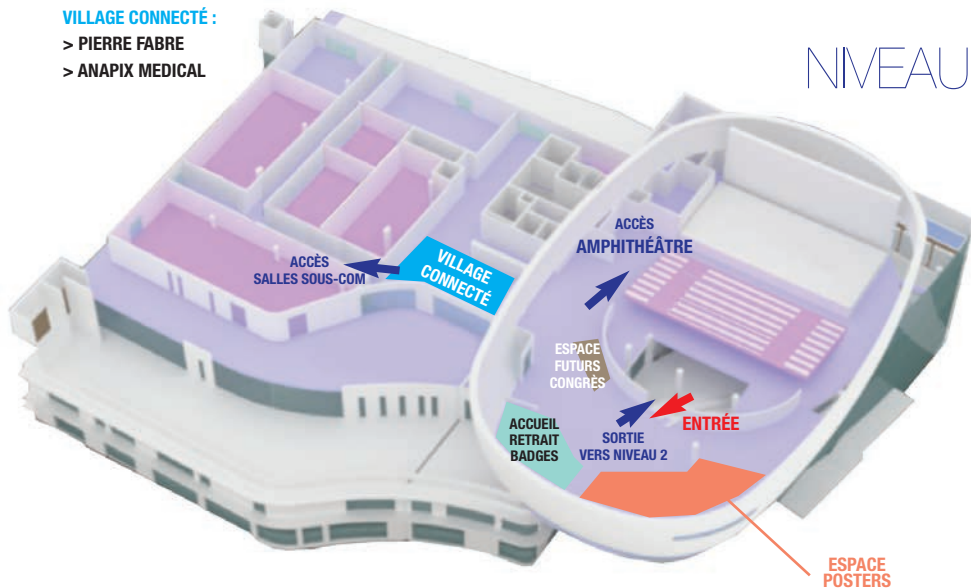 VILLAGE CONNECTÉ :
> PIERRE FABRE
> ANAPIX MEDICAL
NIVEAU
ACCÈS
AMPHITHÉÂTRE
ACCÈS
SALLES SOUS-COM
VILLAGE
CONNECTÉ
ESPACE
FUTURS
CONGRÈS
ACCUEIL
RETRAIT
BADGES
SORTIE
VERS NIVEAU 2
ENTRÉE
ESPACE
POSTERS